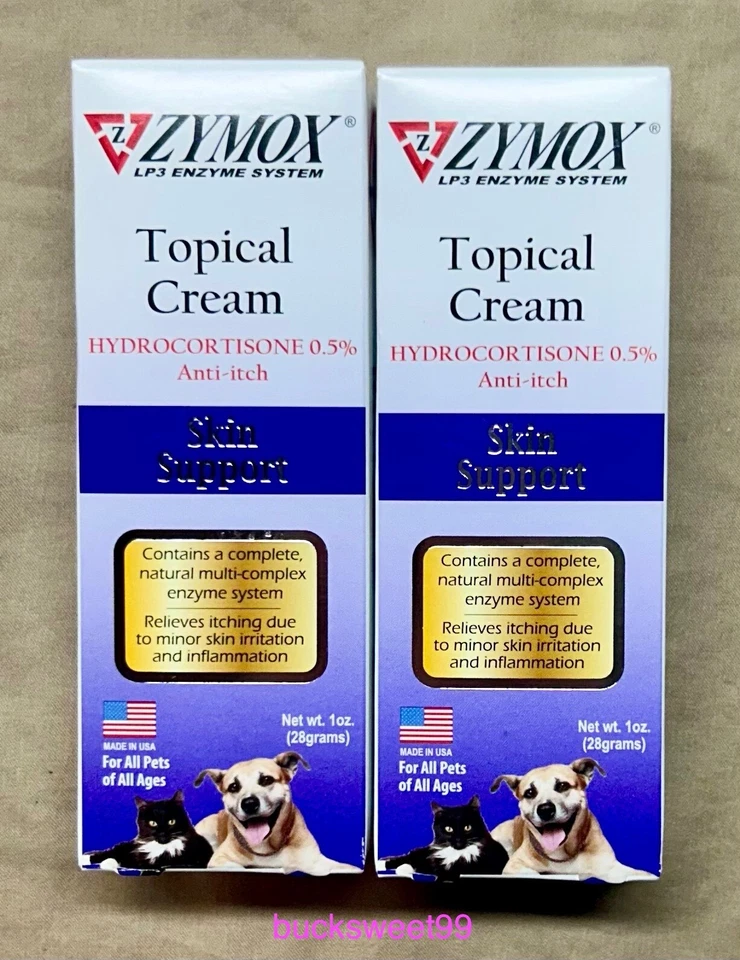 Z ZYMOX®
LP3 ENZYME SYSTEM
Topical
Cream
HYDROCORTISONE 0.5%
Anti-itch
Skin
Support
Contains a complete,
natural multi-complex
enzyme system
Relieves itching due
to minor skin irritation
and inflammation
MADE IN USA
For All Pets
of All Ages
Net wt. 1oz.
(28grams)
Z ZYMOX®
LP3 ENZYME SYSTEM
Topical
Cream
HYDROCORTISONE 0.5%
Anti-itch
Skin
Support
Contains a complete,
natural multi-complex
enzyme system
Relieves itching due
to minor skin irritation
and inflammation
MADE IN USA
For All Pets
of All Ages
Net wt. 1oz.
(28grams)
bucksweet99